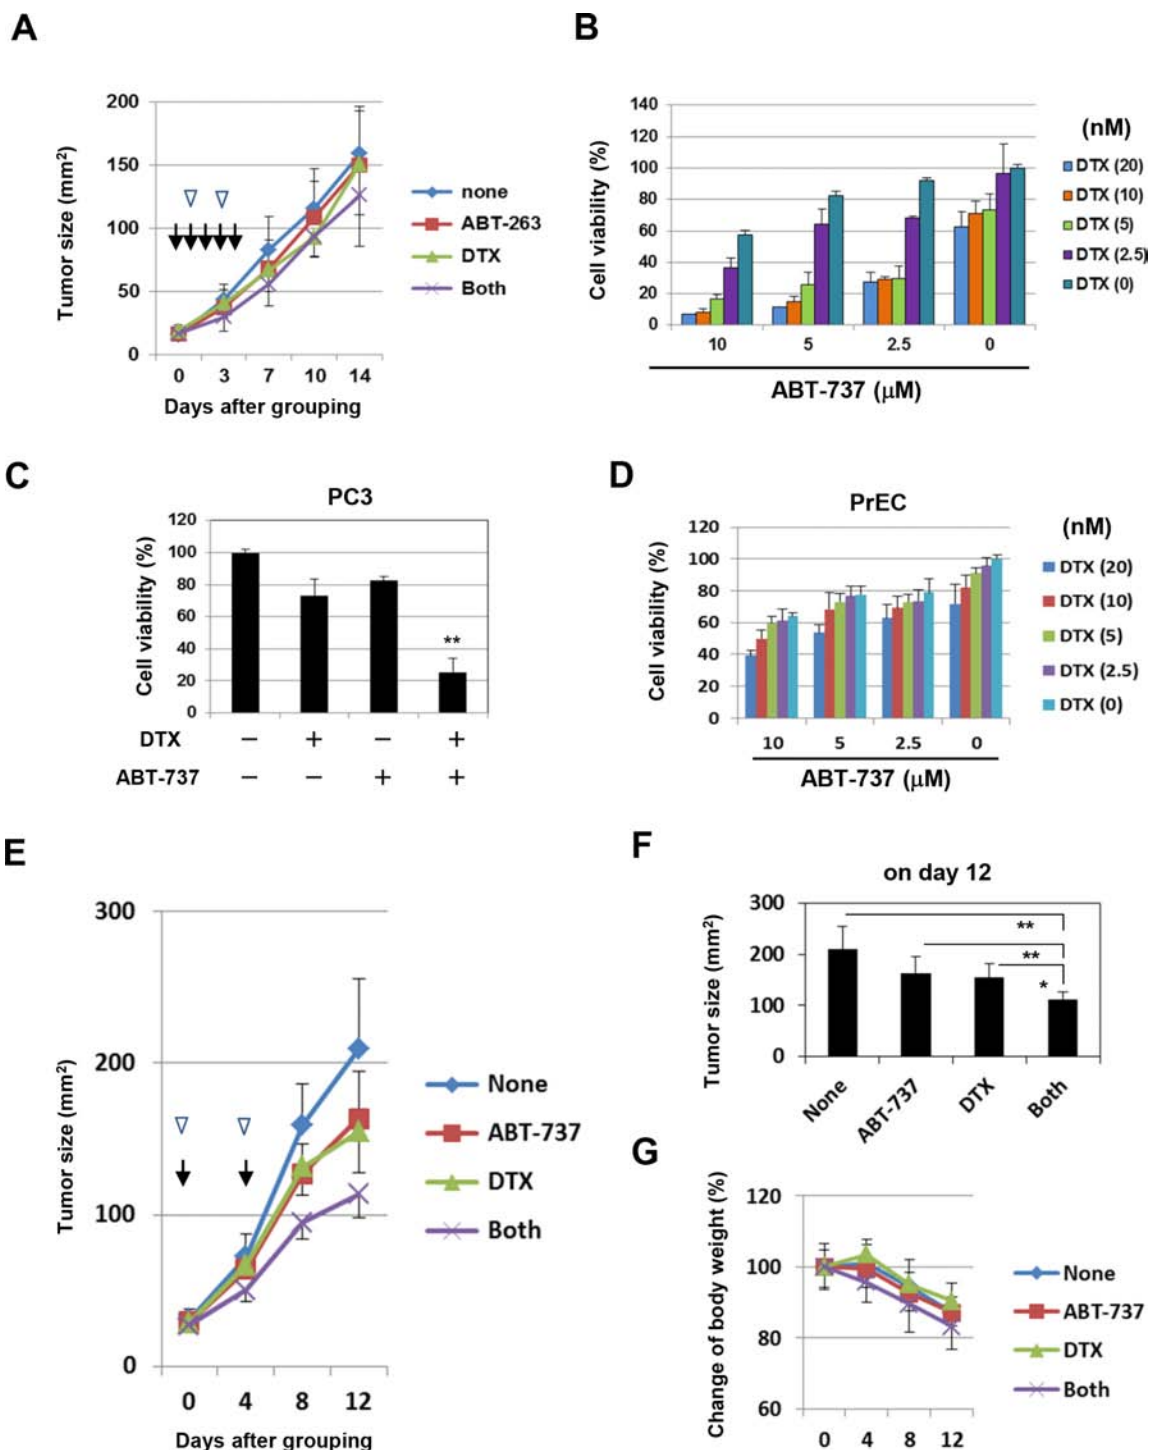 A
200
150
100
50
0
Tumor size (mm²)
0 3 7 10 14
Days after grouping
none
ABT-263
DTX
Both
B
140
120
100
80
60
40
20
0
Cell viability (%)
10 5 2.5 0
ABT-737 (μM)
(nM)
DTX (20)
DTX (10)
DTX (5)
DTX (2.5)
DTX (0)
C
PC3
120
100
80
60
40
20
0
Cell viability (%)
**
DTX − + − +
ABT-737 − − + +
D
PrEC
120
100
80
60
40
20
0
Cell viability (%)
10 5 2.5 0
ABT-737 (μM)
(nM)
DTX (20)
DTX (10)
DTX (5)
DTX (2.5)
DTX (0)
E
300
200
100
0
Tumor size (mm²)
0 4 8 12
Days after grouping
None
ABT-737
DTX
Both
F
on day 12
300
200
100
0
Tumor size (mm²)
**
**
*
None ABT-737 DTX Both
G
120
100
80
60
Change of body weight (%)
0 4 8 12
None
ABT-737
DTX
Both